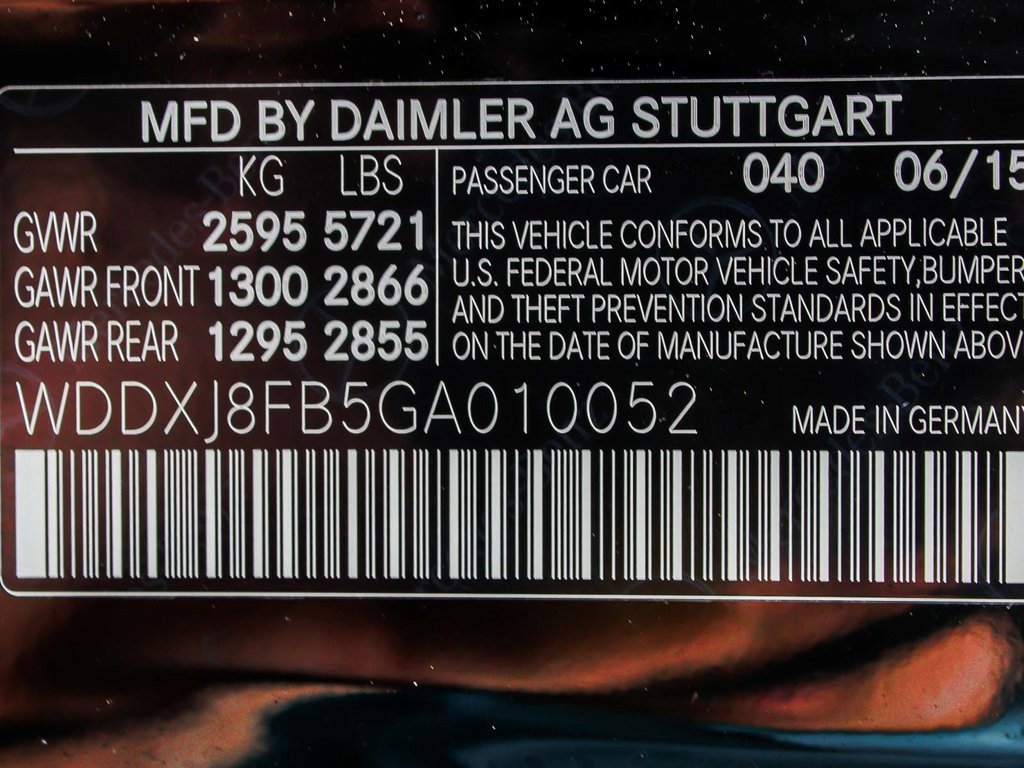 MFD BY DAIMLER AG STUTTGART
KG LBS
GVWR 2595 5721
GAWR FRONT 1300 2866
GAWR REAR 1295 2855
PASSENGER CAR 040 06/15
THIS VEHICLE CONFORMS TO ALL APPLICABLE
U.S. FEDERAL MOTOR VEHICLE SAFETY,BUMPER
AND THEFT PREVENTION STANDARDS IN EFFECT
ON THE DATE OF MANUFACTURE SHOWN ABOV
WDDXJ8FB5GA010052
MADE IN GERMANY